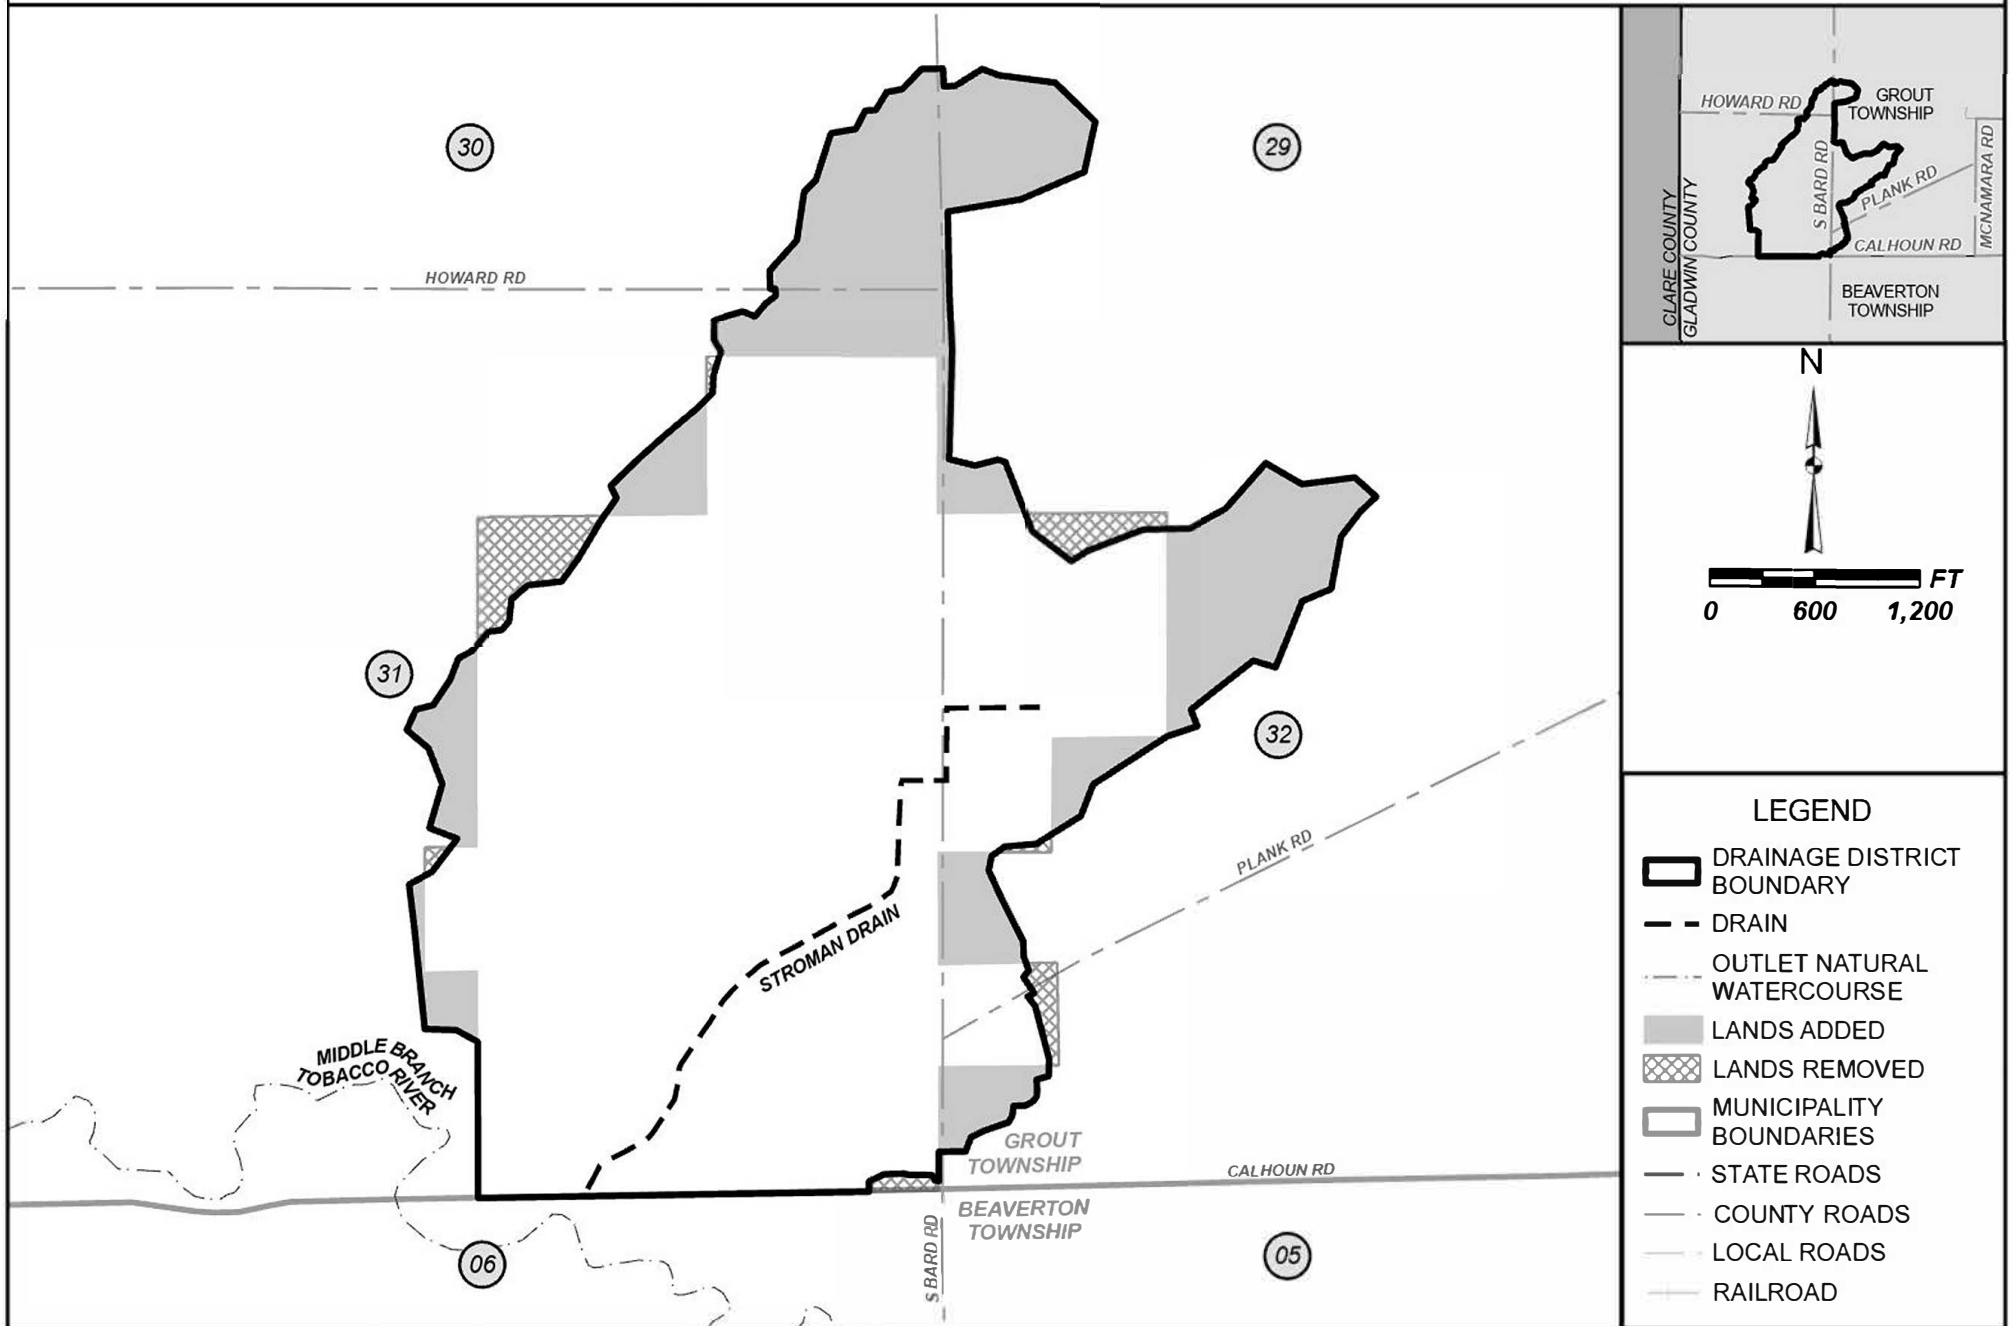 30
29
HOWARD RD
31
32
PLANK RD
STROMAN DRAIN
MIDDLE BRANCH
TOBACCO RIVER
GROUT
TOWNSHIP
CALHOUN RD
BEAVERTON
TOWNSHIP
S BARD RD
06
05
HOWARD RD
GROUT
TOWNSHIP
S BARD RD
PLANK RD
MCNAMARA RD
CALHOUN RD
CLARE COUNTY
GLADWIN COUNTY
BEAVERTON
TOWNSHIP
N
FT
0 600 1,200
LEGEND
DRAINAGE DISTRICT
BOUNDARY
DRAIN
OUTLET NATURAL
WATERCOURSE
LANDS ADDED
LANDS REMOVED
MUNICIPALITY
BOUNDARIES
STATE ROADS
COUNTY ROADS
LOCAL ROADS
RAILROAD